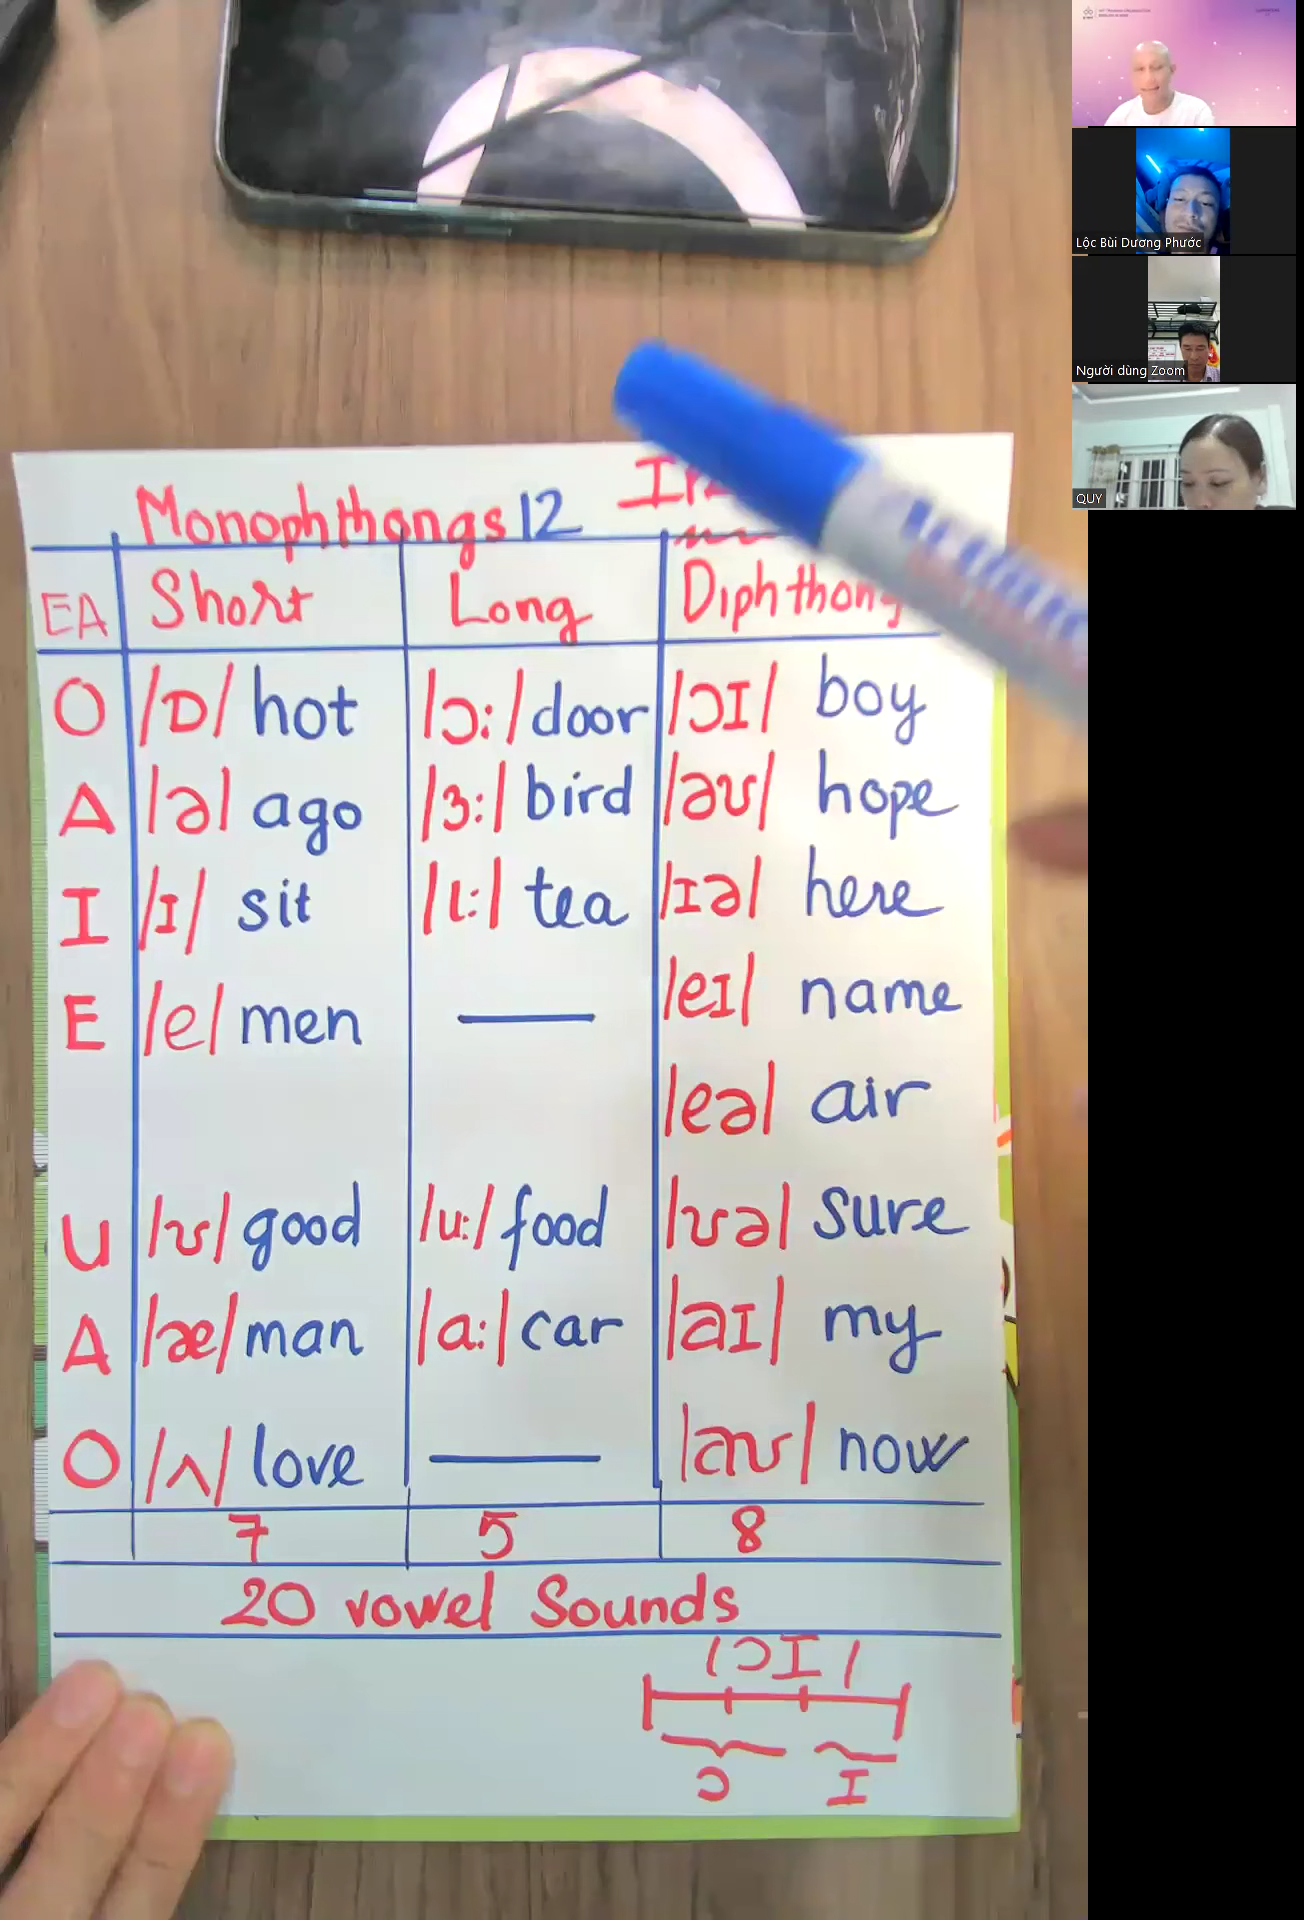 Monophthongs 12
EA Short Long Diphthong
O /ɒ/ hot /ɔ:/ door /ɔɪ/ boy
A /ə/ ago /ɜ:/ bird /əʊ/ hope
I /ɪ/ sit /i:/ tea /ɪə/ here
E /e/ men — /eɪ/ name
/eə/ air
U /ʊ/ good /u:/ food /ʊə/ sure
A /æ/ man /ɑ:/ car /aɪ/ my
O /ʌ/ love — /aʊ/ now
7 5 8
20 vowel Sounds
/ɔɪ/
ɔ ɪ
Lộc Bùi Dương Phước
Người dùng Zoom
QUY